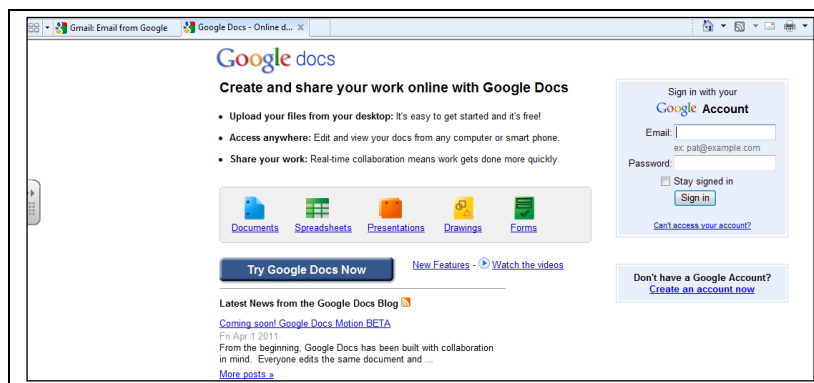 Gmail: Email from Google
Google Docs - Online d...
Google docs
Create and share your work online with Google Docs
Upload your files from your desktop: It's easy to get started and it's free!
Access anywhere: Edit and view your docs from any computer or smart phone.
Share your work: Real-time collaboration means work gets done more quickly.
Documents Spreadsheets Presentations Drawings Forms
Try Google Docs Now
New Features - Watch the videos
Latest News from the Google Docs Blog
Coming soon! Google Docs Motion BETA
Fri Apr 1 2011
From the beginning, Google Docs has been built with collaboration
in mind. Everyone edits the same document and ...
More posts »
Sign in with your
Google Account
Email:
ex: pat@example.com
Password:
Stay signed in
Sign in
Can't access your account?
Don't have a Google Account?
Create an account now